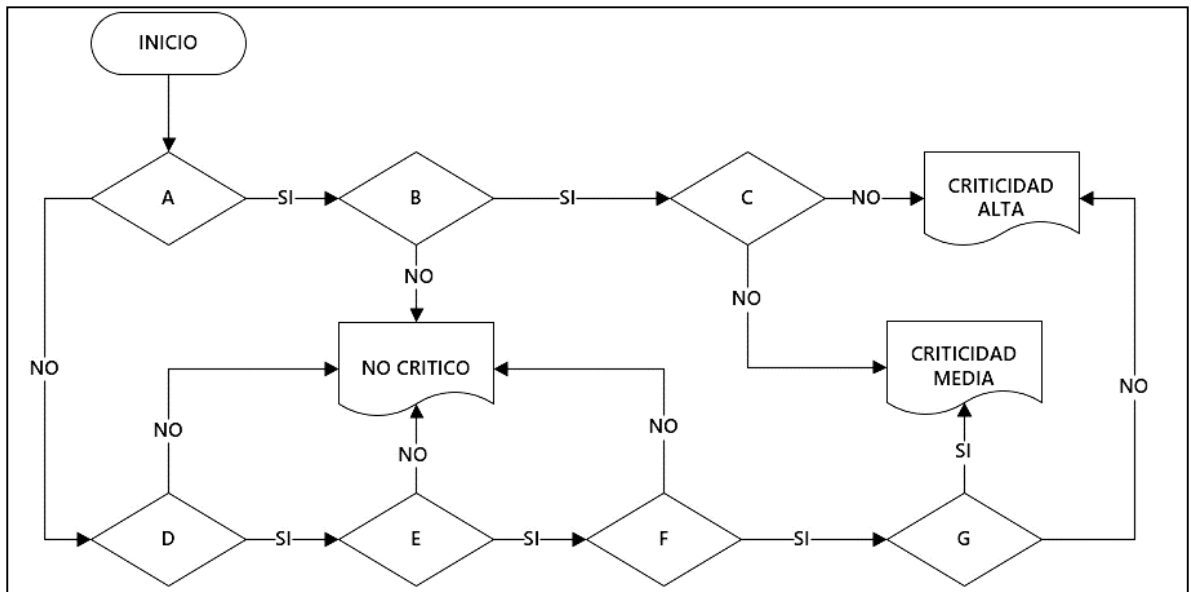 INICIO
A
SI
B
SI
C
NO
CRITICIDAD
ALTA
NO
NO
NO
NO CRITICO
CRITICIDAD
MEDIA
NO
NO
NO
NO
SI
D
SI
E
SI
F
SI
G